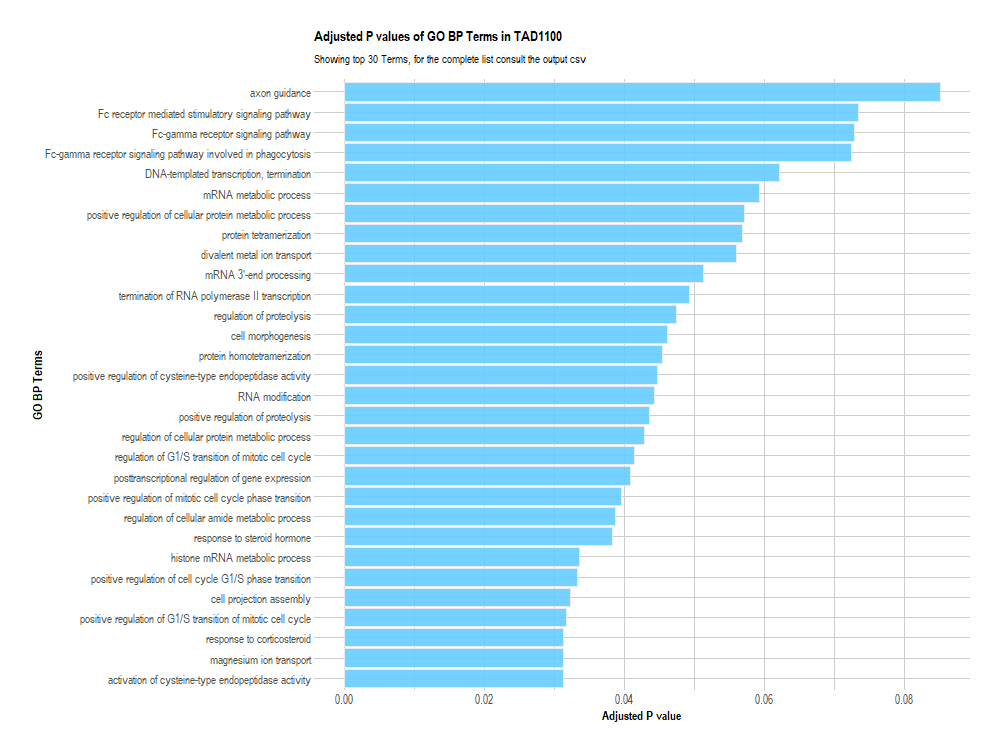 Adjusted P values of GO BP Terms in TAD1100
Showing top 30 Terms, for the complete list consult the output csv
axon guidance
Fc receptor mediated stimulatory signaling pathway
Fc-gamma receptor signaling pathway
Fc-gamma receptor signaling pathway involved in phagocytosis
DNA-templated transcription, termination
mRNA metabolic process
positive regulation of cellular protein metabolic process
protein tetramerization
divalent metal ion transport
mRNA 3'-end processing
termination of RNA polymerase II transcription
regulation of proteolysis
cell morphogenesis
protein homotetramerization
positive regulation of cysteine-type endopeptidase activity
RNA modification
positive regulation of proteolysis
regulation of cellular protein metabolic process
regulation of G1/S transition of mitotic cell cycle
posttranscriptional regulation of gene expression
positive regulation of mitotic cell cycle phase transition
regulation of cellular amide metabolic process
response to steroid hormone
histone mRNA metabolic process
positive regulation of cell cycle G1/S phase transition
cell projection assembly
positive regulation of G1/S transition of mitotic cell cycle
response to corticosteroid
magnesium ion transport
activation of cysteine-type endopeptidase activity
GO BP Terms
0.00 0.02 0.04 0.06 0.08
Adjusted P value